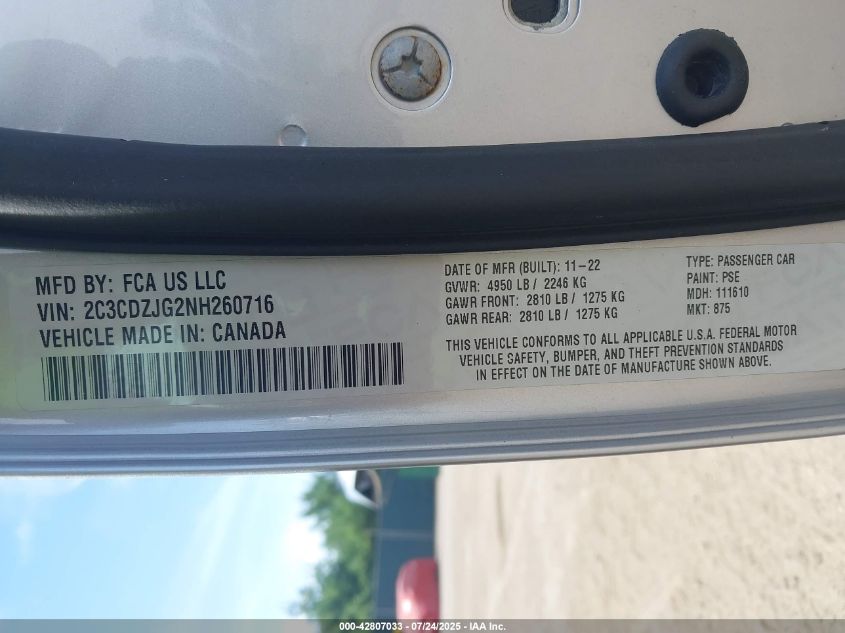 MFD BY: FCA US LLC
VIN: 2C3CDZJG2NH260716
VEHICLE MADE IN: CANADA
DATE OF MFR (BUILT): 11-22
GVWR: 4950 LB / 2246 KG
GAWR FRONT: 2810 LB / 1275 KG
GAWR REAR: 2810 LB / 1275 KG
TYPE: PASSENGER CAR
PAINT: PSE
MDH: 111610
MKT: 875
THIS VEHICLE CONFORMS TO ALL APPLICABLE U.S.A. FEDERAL MOTOR
VEHICLE SAFETY, BUMPER, AND THEFT PREVENTION STANDARDS
IN EFFECT ON THE DATE OF MANUFACTURE SHOWN ABOVE.
000-42807033 - 07/24/2025 - IAA Inc.